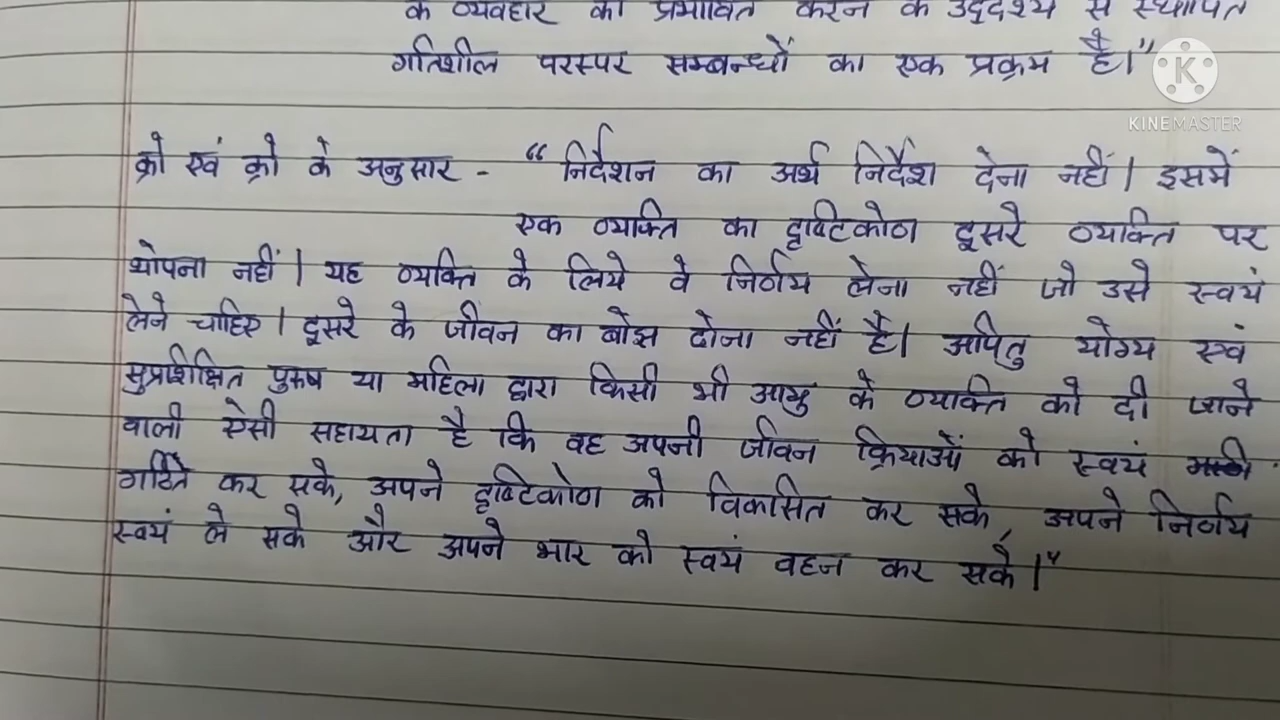 के व्यवहार को प्रभावित करने के उद्देश्य से स्थापित
गतिशील परस्पर सम्बन्धों का एक प्रक्रम है।"
KINEMASTER
क्रो एवं क्रो के अनुसार - “ निर्देशन का अर्थ निर्देश देना नहीं। इसमें
एक व्यक्ति का दृष्टिकोण दूसरे व्यक्ति पर
थोपना नहीं। यह व्यक्ति के लिये वे निर्णय लेना नहीं जो उसे स्वयं
लेने चाहिए। दूसरे के जीवन का बोझ ढोना नहीं है। अपितु योग्य एवं
सुप्रशिक्षित पुरुष या महिला द्वारा किसी भी आयु के व्यक्ति को दी जाने
वाली ऐसी सहायता है कि वह अपनी जीवन क्रियाओं को स्वयं
गठित कर सके, अपने दृष्टिकोण को विकसित कर सके, अपने निर्णय
स्वयं ले सके और अपने भार को स्वयं वहन कर सके।"